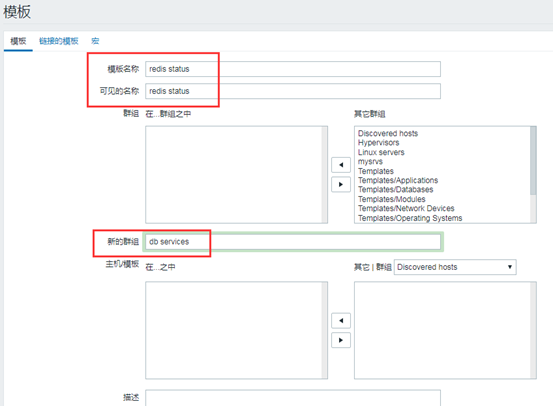 模板
模板 链接的模板 宏
模板名称 redis status
可见的名称 redis status
群组 在...群组之中 其它群组
Discovered hosts
Hypervisors
Linux servers
mysrvs
Templates
Templates/Applications
Templates/Databases
Templates/Modules
Templates/Network Devices
Templates/Operating Systems
新的群组 db services
主机/模板 在...之中 其它 | 群组 Discovered hosts
描述